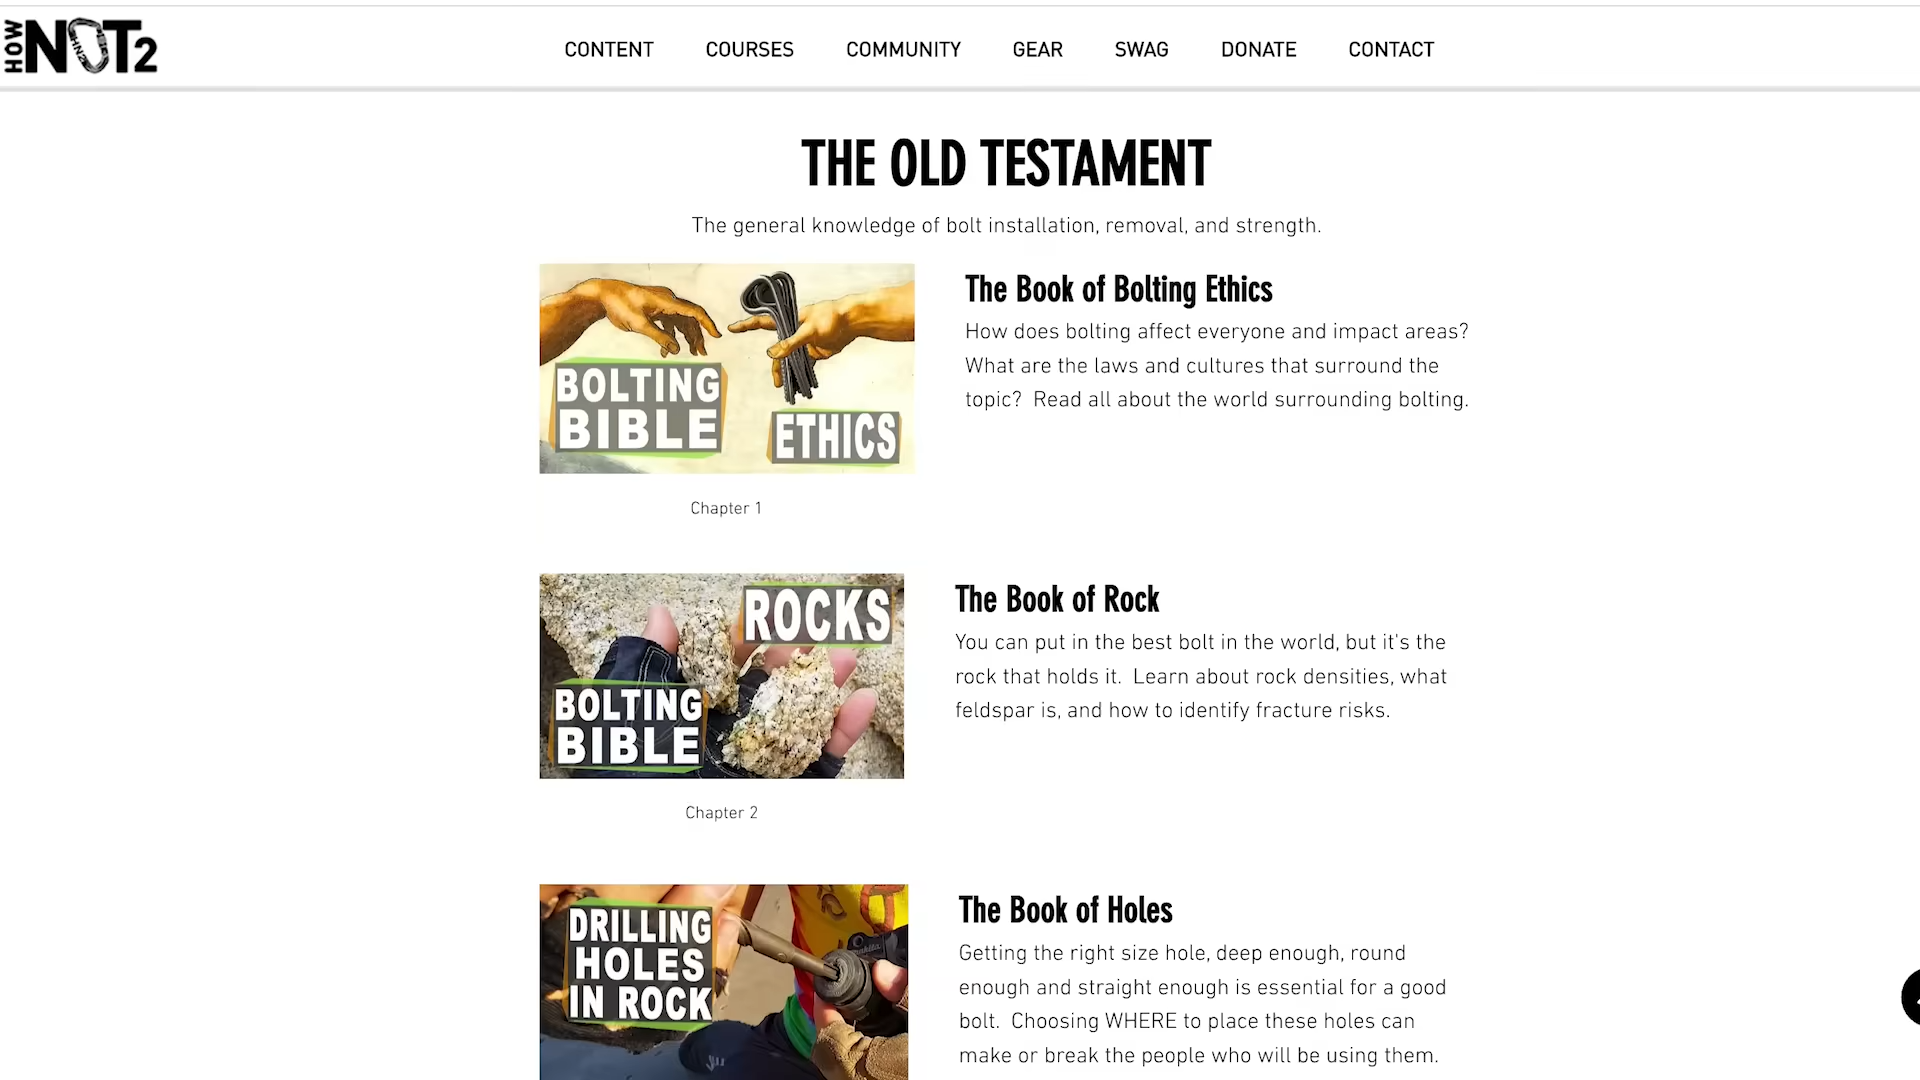 HOW NOT2
CONTENT COURSES COMMUNITY GEAR SWAG DONATE CONTACT
THE OLD TESTAMENT
The general knowledge of bolt installation, removal, and strength.
BOLTING
BIBLE
ETHICS
Chapter 1
The Book of Bolting Ethics
How does bolting affect everyone and impact areas?
What are the laws and cultures that surround the
topic?  Read all about the world surrounding bolting.
ROCKS
BOLTING
BIBLE
Chapter 2
The Book of Rock
You can put in the best bolt in the world, but it's the
rock that holds it.  Learn about rock densities, what
feldspar is, and how to identify fracture risks.
DRILLING
HOLES
IN ROCK
makita
The Book of Holes
Getting the right size hole, deep enough, round
enough and straight enough is essential for a good
bolt.  Choosing WHERE to place these holes can
make or break the people who will be using them.